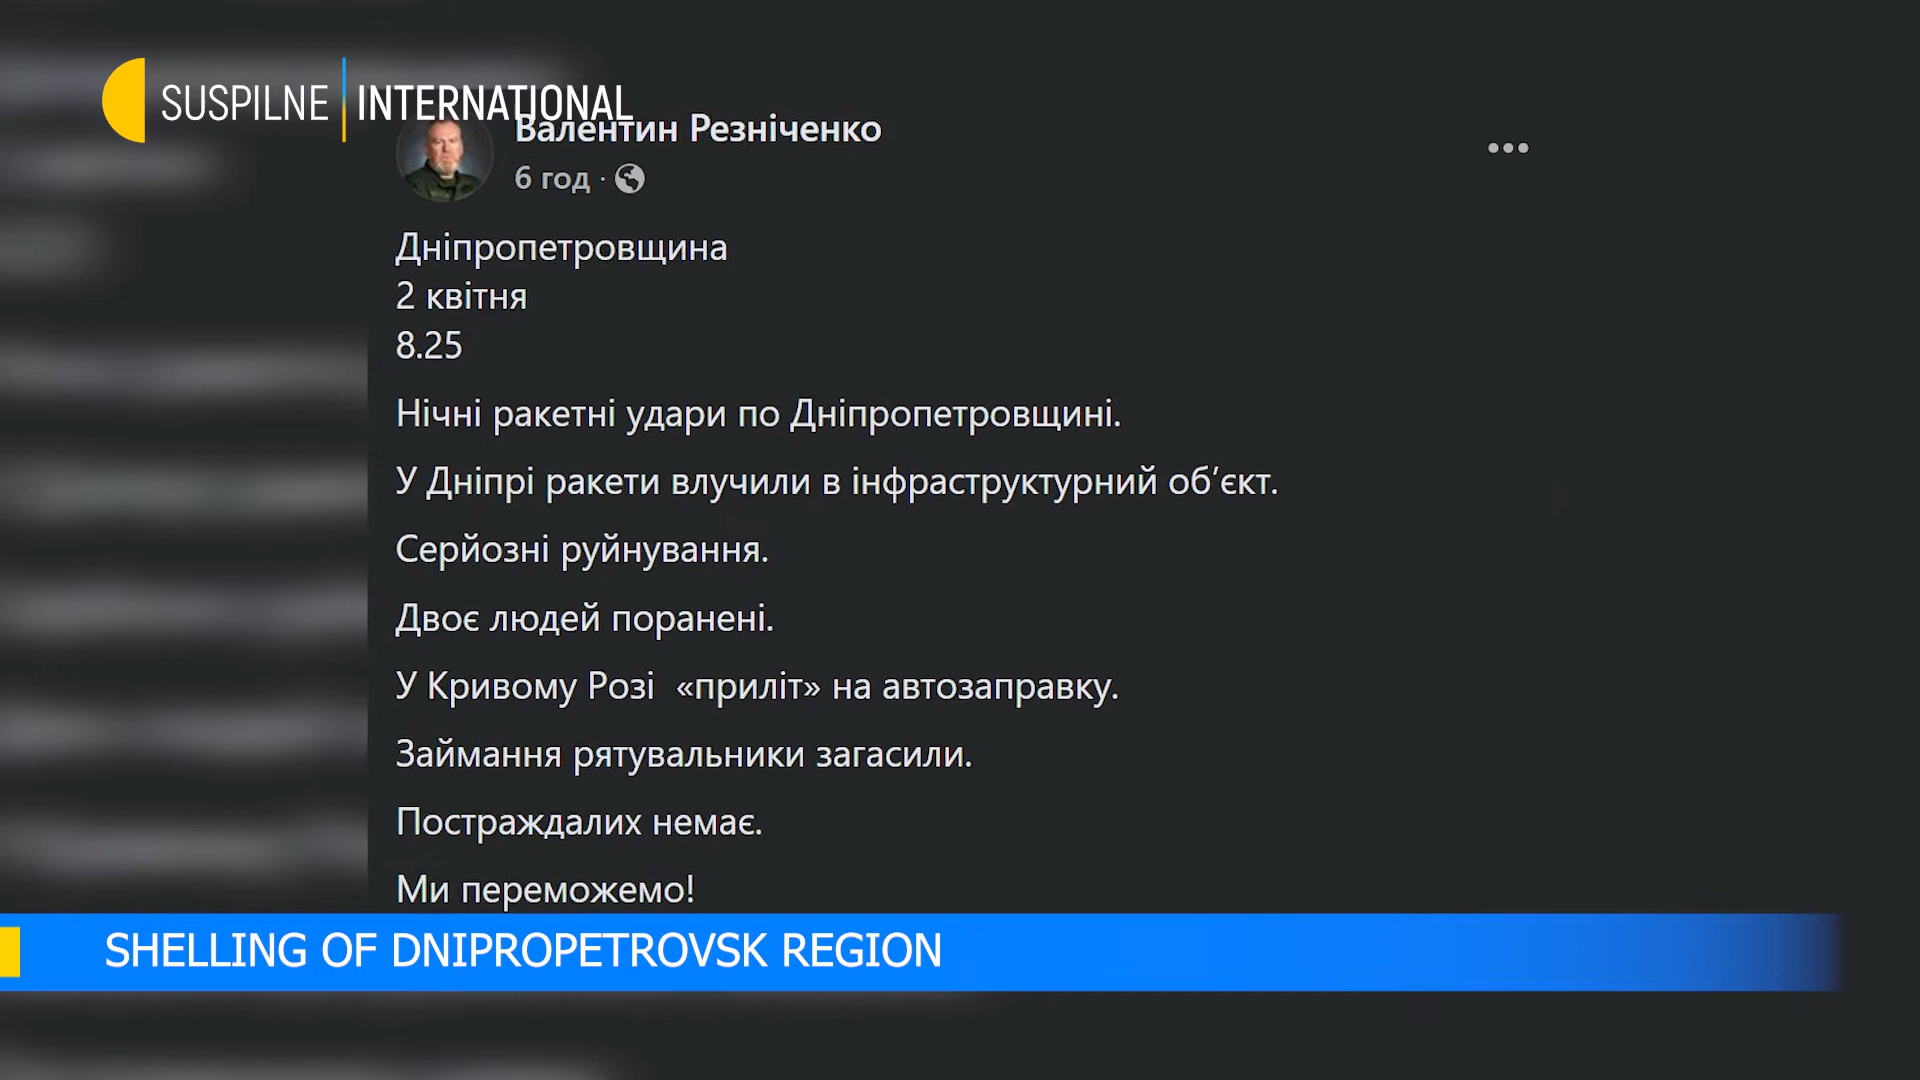 SUSPILNE INTERNATIONAL
Валентин Резніченко
6 год ·
Дніпропетровщина
2 квітня
8.25
Нічні ракетні удари по Дніпропетровщині.
У Дніпрі ракети влучили в інфраструктурний об’єкт.
Серйозні руйнування.
Двоє людей поранені.
У Кривому Розі «приліт» на автозаправку.
Займання рятувальники загасили.
Постраждалих немає.
Ми переможемо!
SHELLING OF DNIPROPETROVSK REGION